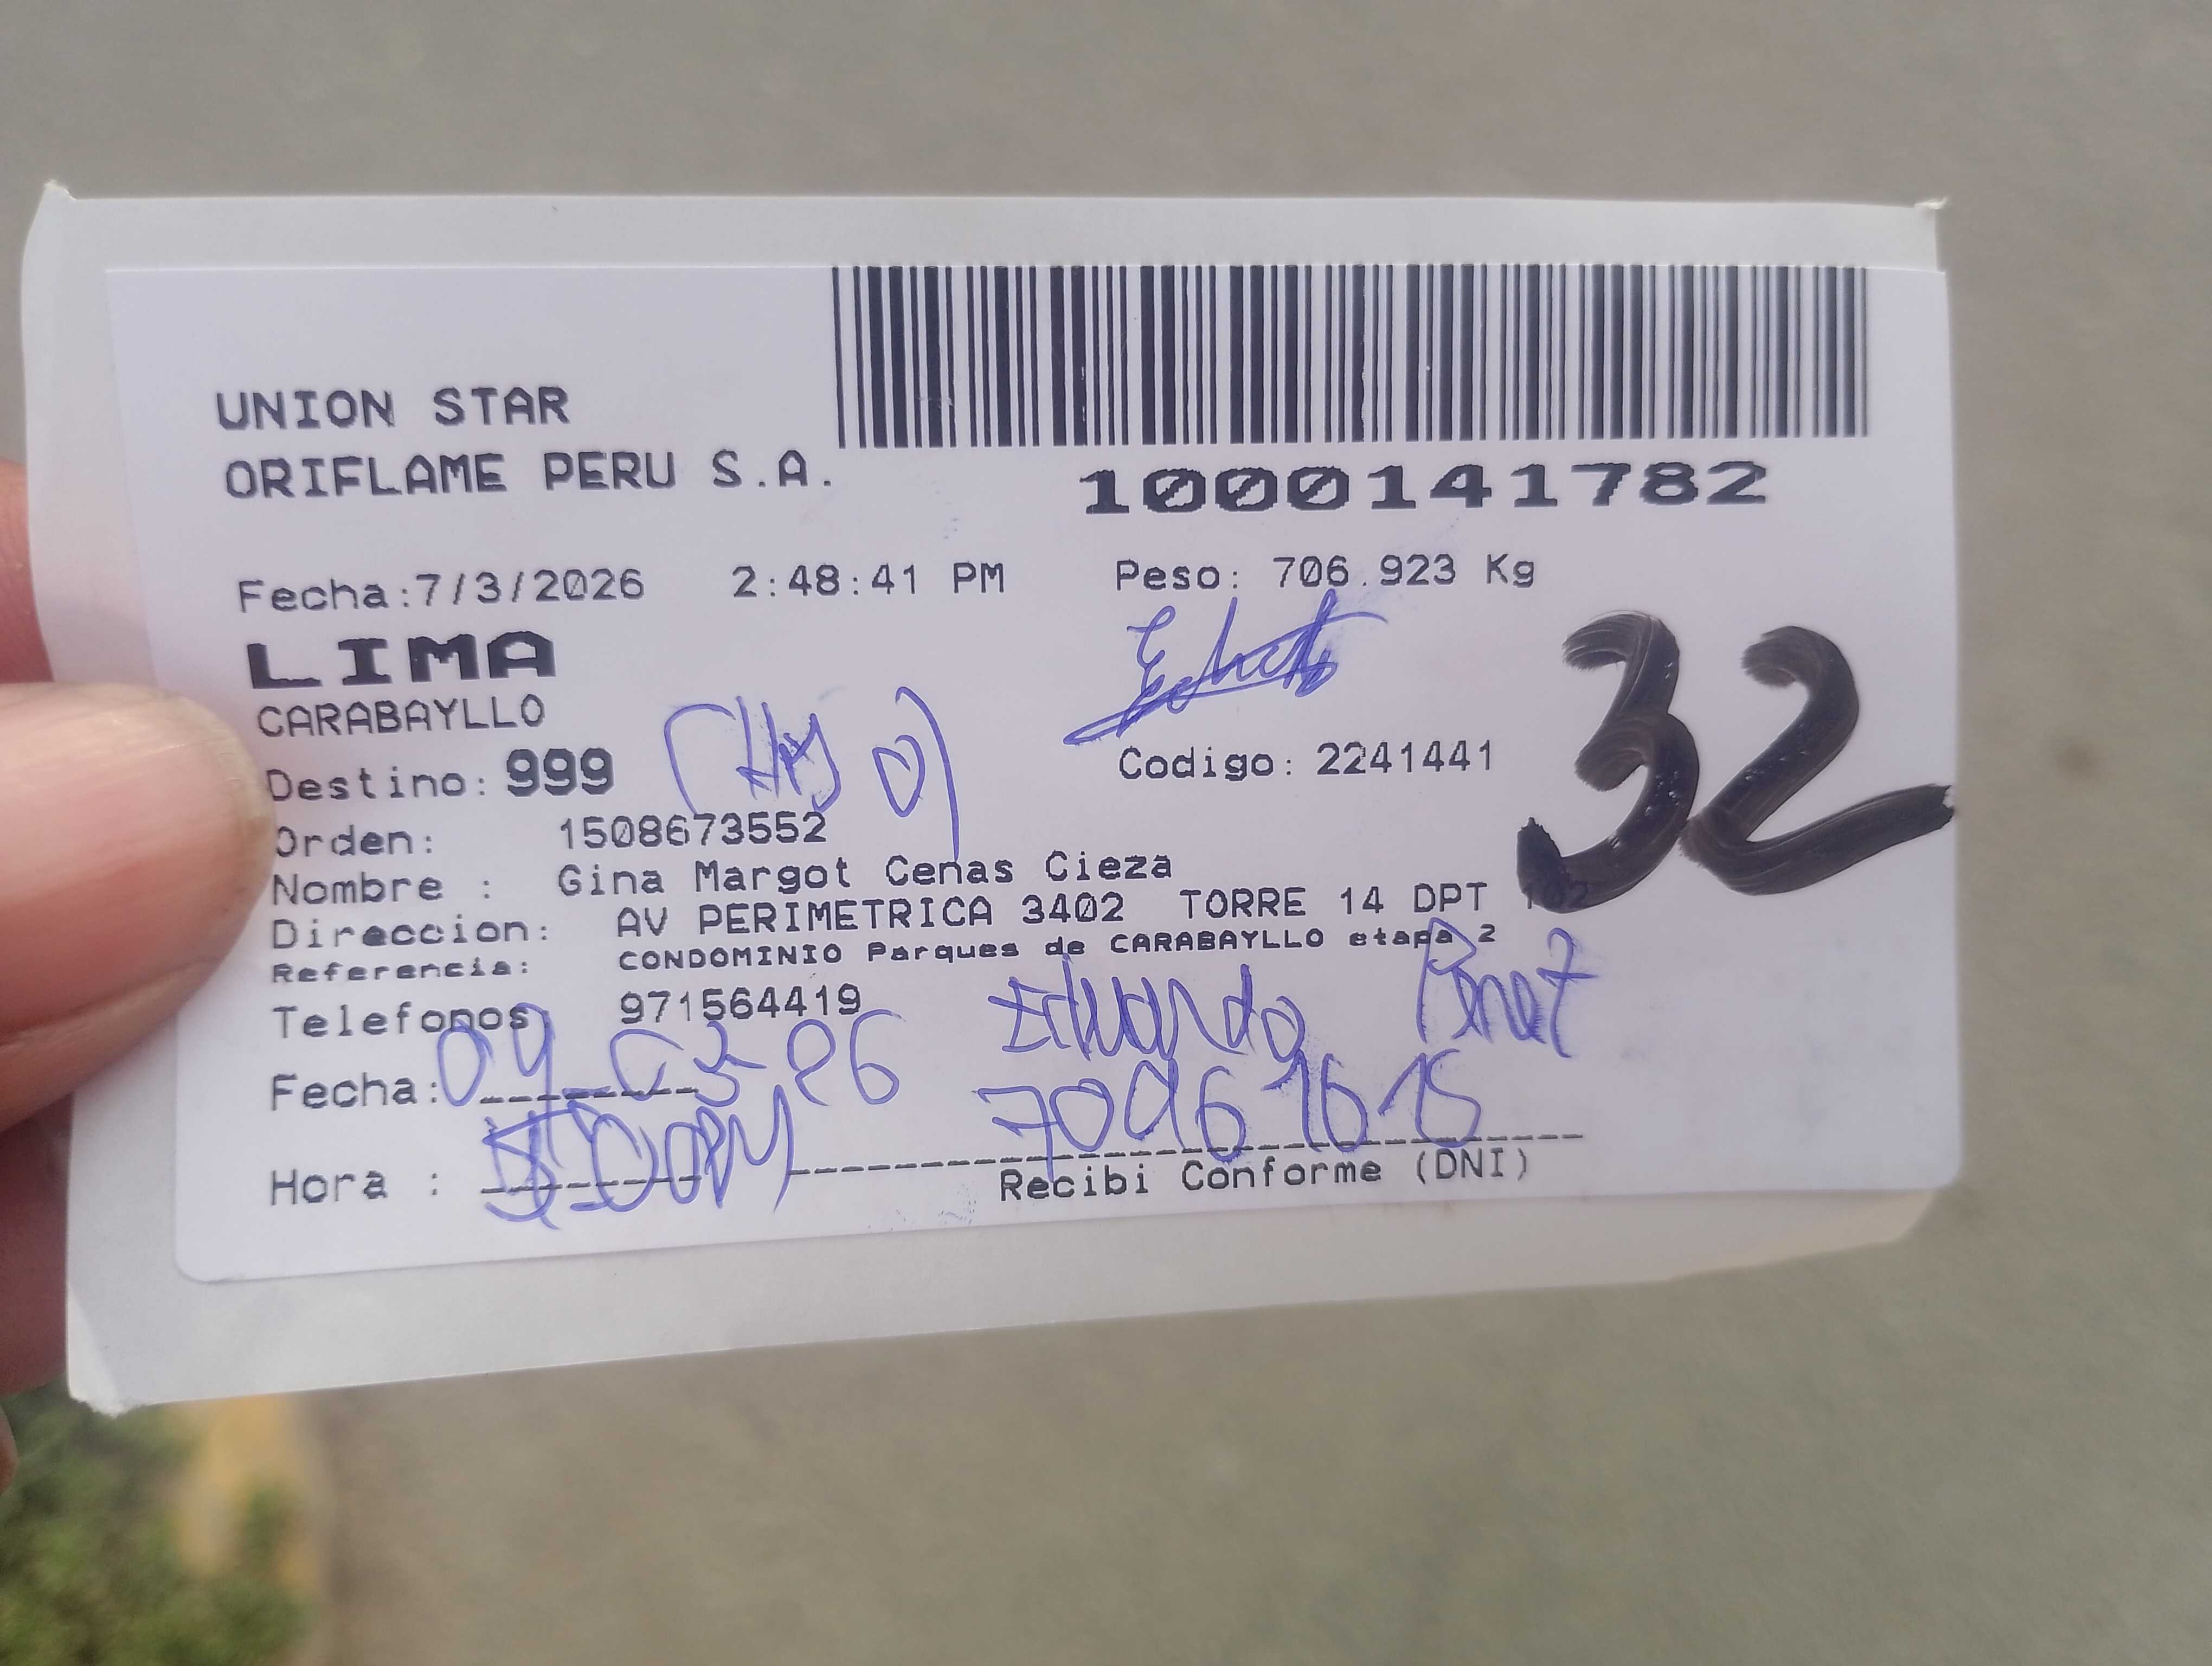 UNION STAR
ORIFLAME PERU S.A.
1000141782
Fecha:7/3/2026 2:48:41 PM Peso: 706.923 Kg
LIMA
CARABAYLLO
Destino: 999 Codigo: 2241441
32
Orden: 1508673552
Nombre : Gina Margot Cenas Cieza
Direccion: AV PERIMETRICA 3402 TORRE 14 DPT 102
Referencia: CONDOMINIO Parques de CARABAYLLO etapa 2
Telefonos 971564419
Eduardo
Fecha: 09-03-26
70961615
Hora :
Recibi Conforme (DNI)